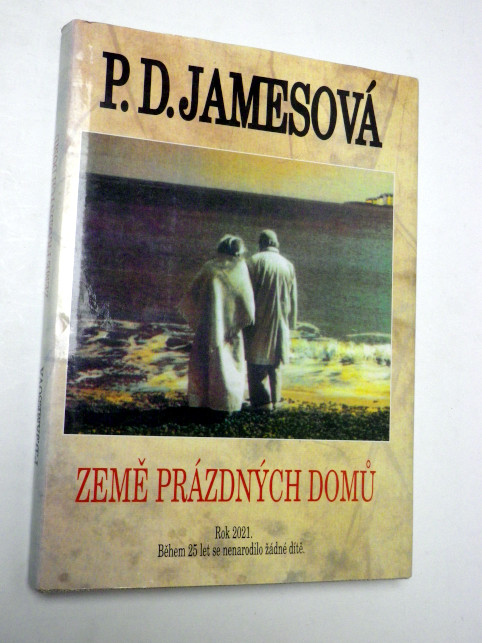 P. D. JAMESOVÁ
ZEMĚ PRÁZDNÝCH DOMŮ
Rok 2021.
Během 25 let se nenarodilo žádné dítě.